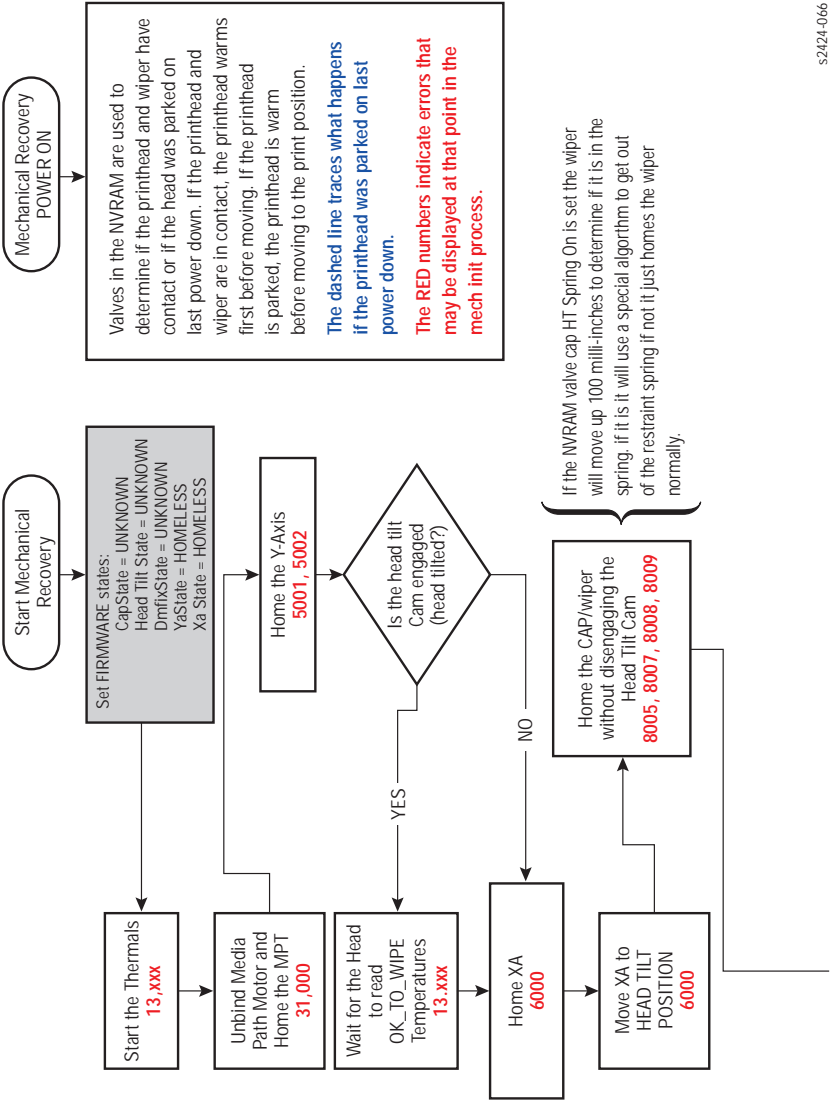 Mechanical Recovery
POWER ON
Valves in the NVRAM are used to
determine if the printhead and wiper have
contact or if the head was parked on
last power down. If the printhead and
wiper are in contact, the printhead warms
first before moving. If the printhead
is parked, the printhead is warm
before moving to the print position.
The dashed line traces what happens
if the printhead was parked on last
power down.
The RED numbers indicate errors that
may be displayed at that point in the
mech init process.
Start Mechanical
Recovery
Set FIRMWARE states:
CapState = UNKNOWN
Head Tilt State = UNKNOWN
DmfixState = UNKNOWN
YaState = HOMELESS
Xa State = HOMELESS
Start the Thermals
13,xxx
Unbind Media
Path Motor and
Home the MPT
31,000
Home the Y-Axis
5001, 5002
Is the head tilt
Cam engaged
(head tilted?)
YES
NO
Wait for the Head
to read
OK_TO_WIPE
Temperatures
13.xxx
Home XA
6000
Move XA to
HEAD TILT
POSITION
6000
Home the CAP/wiper
without disengaging the
Head Tilt Cam
8005, 8007, 8008, 8009
If the NVRAM valve cap HT Spring On is set the wiper
will move up 100 milli-inches to determine if it is in the
spring. if it is it will use a special algorthm to get out
of the restraint spring if not it just homes the wiper
normally.
s2424-066